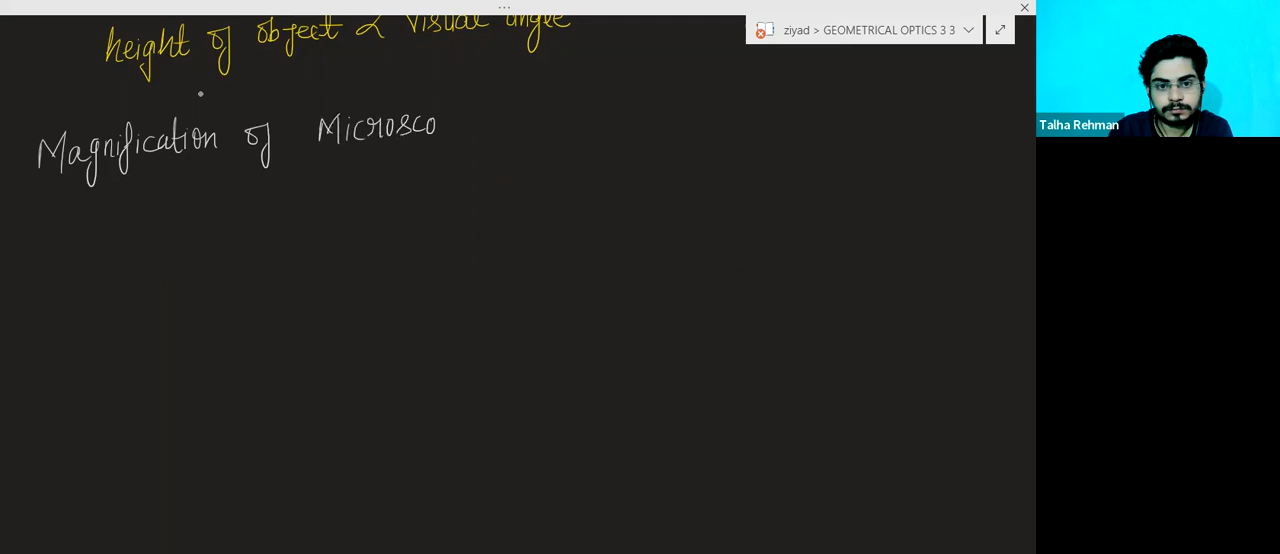 height of object α visual angle
ziyad > GEOMETRICAL OPTICS 3 3
Magnification of Microsco
Talha Rehman